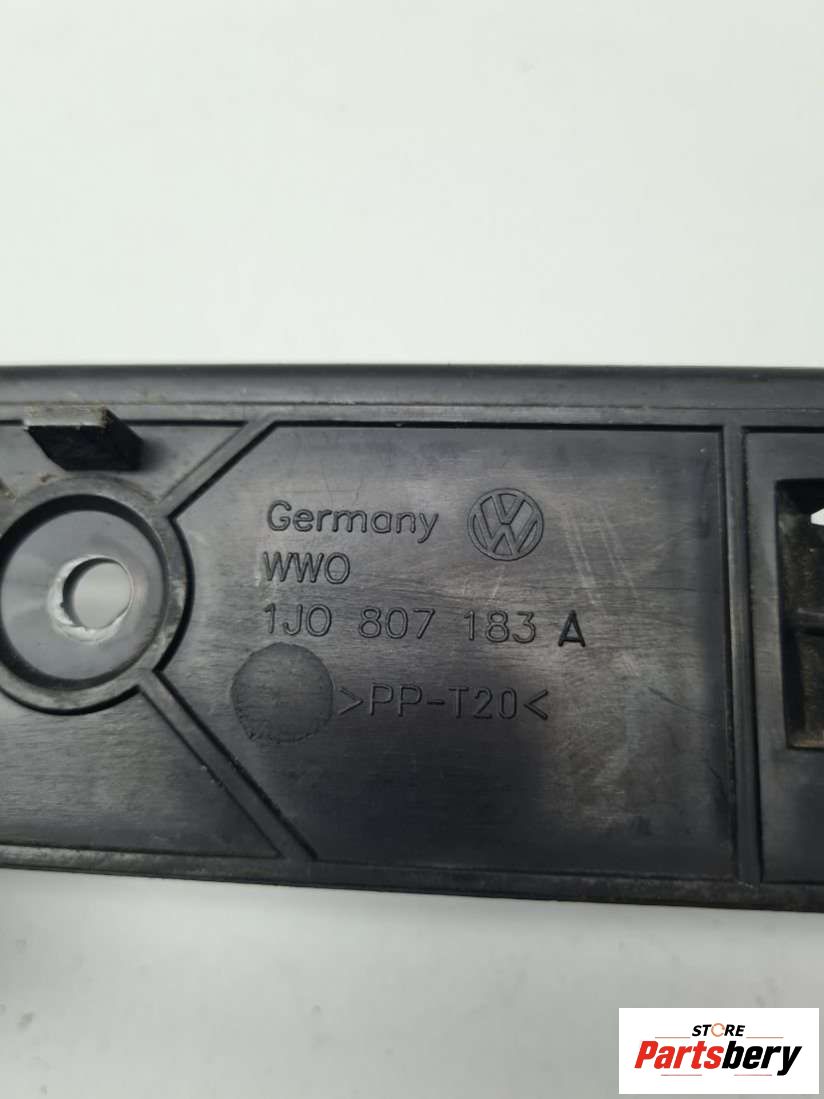 Germany
WWO
1J0 807 183 A
>PP-T20<
STORE
Partsbery